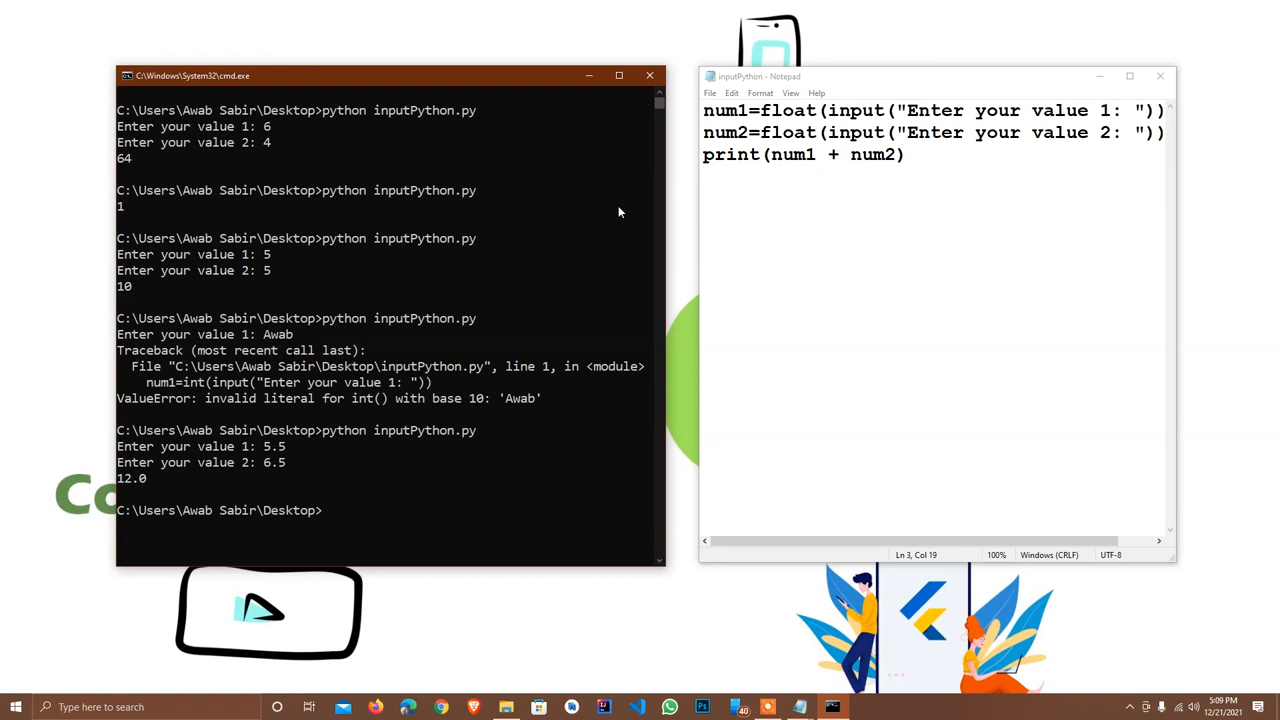 C:\Windows\System32\cmd.exe
C:\Users\Awab Sabir\Desktop>python inputPython.py
Enter your value 1: 6
Enter your value 2: 4
64
C:\Users\Awab Sabir\Desktop>python inputPython.py
1
C:\Users\Awab Sabir\Desktop>python inputPython.py
Enter your value 1: 5
Enter your value 2: 5
10
C:\Users\Awab Sabir\Desktop>python inputPython.py
Enter your value 1: Awab
Traceback (most recent call last):
  File "C:\Users\Awab Sabir\Desktop\inputPython.py", line 1, in <module>
    num1=int(input("Enter your value 1: "))
ValueError: invalid literal for int() with base 10: 'Awab'
C:\Users\Awab Sabir\Desktop>python inputPython.py
Enter your value 1: 5.5
Enter your value 2: 6.5
12.0
C:\Users\Awab Sabir\Desktop>
inputPython - Notepad
File Edit Format View Help
num1=float(input("Enter your value 1: "))
num2=float(input("Enter your value 2: "))
print(num1 + num2)
Ln 3, Col 19 100% Windows (CRLF) UTF-8
Type here to search
40
5:09 PM
12/21/2021